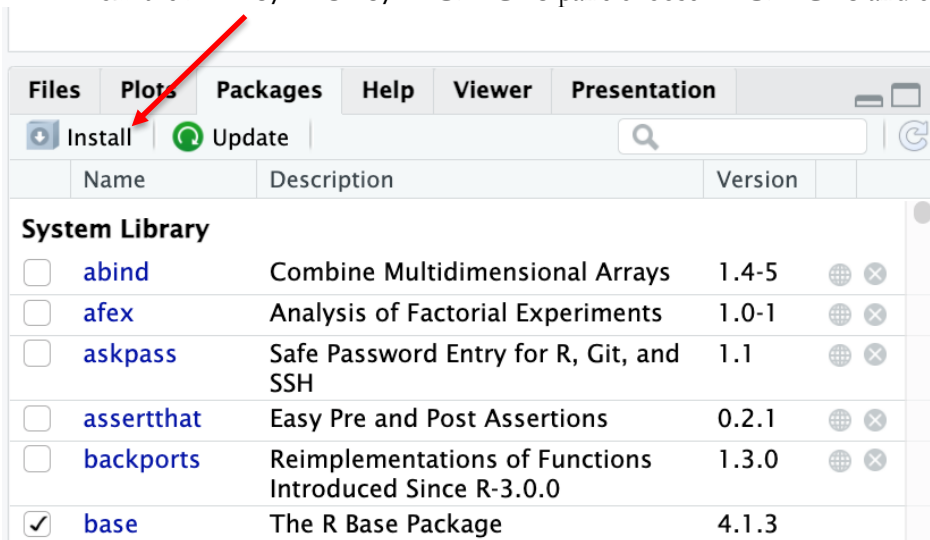 Files Plots Packages Help Viewer Presentation
Install Update
Name Description Version
System Library
abind Combine Multidimensional Arrays 1.4-5
afex Analysis of Factorial Experiments 1.0-1
askpass Safe Password Entry for R, Git, and 1.1
SSH
assertthat Easy Pre and Post Assertions 0.2.1
backports Reimplementations of Functions 1.3.0
Introduced Since R-3.0.0
base The R Base Package 4.1.3